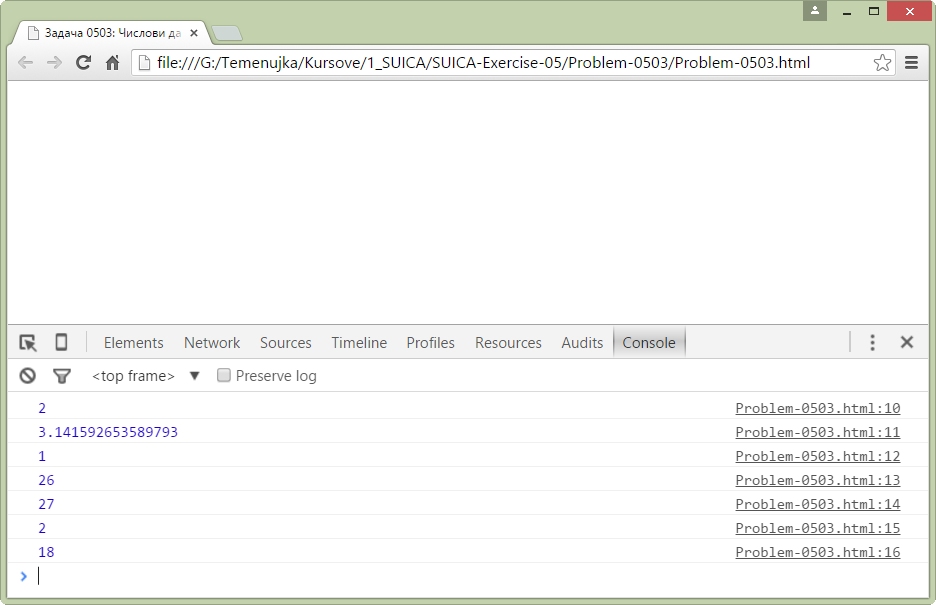 Задача 0503: Числови да
file:///G:/Temenujka/Kursove/1_SUICA/SUICA-Exercise-05/Problem-0503/Problem-0503.html
Elements Network Sources Timeline Profiles Resources Audits Console
<top frame> ▼ Preserve log
2 Problem-0503.html:10
3.141592653589793 Problem-0503.html:11
1 Problem-0503.html:12
26 Problem-0503.html:13
27 Problem-0503.html:14
2 Problem-0503.html:15
18 Problem-0503.html:16